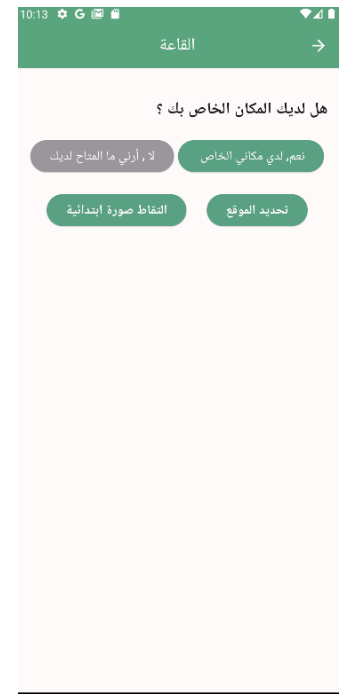 10:13 G
القاعة
هل لديك المكان الخاص بك ؟
نعم, لدي مكاني الخاص
لا , أرني ما المتاح لديك
تحديد الموقع
التقاط صورة ابتدائية